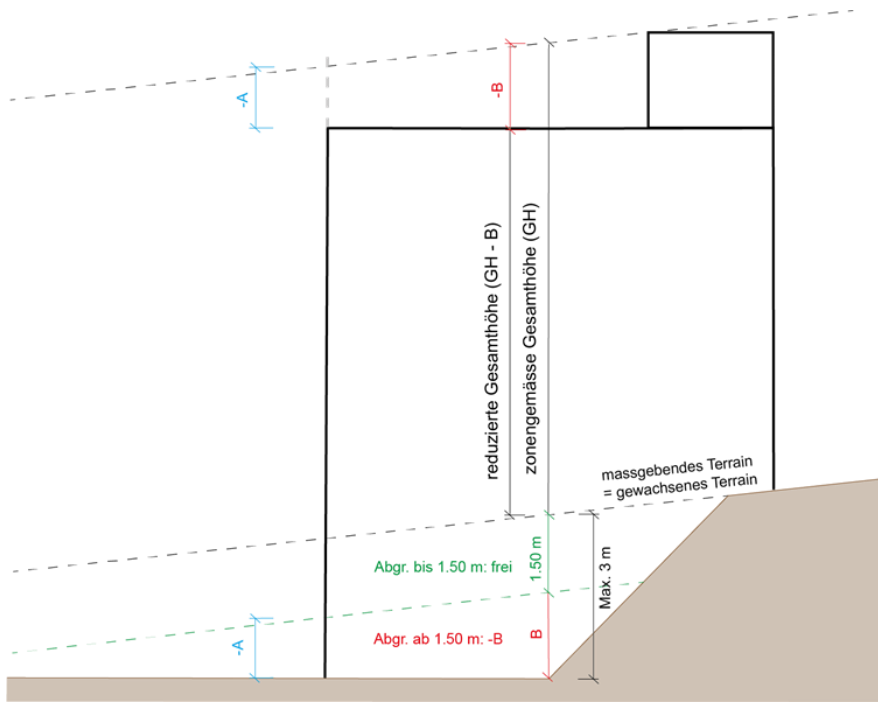 -A
-B
reduzierte Gesamthöhe (GH - B)
zonengemässe Gesamthöhe (GH)
massgebendes Terrain
= gewachsenes Terrain
Abgr. bis 1.50 m: frei
1.50 m
Max. 3 m
-A
Abgr. ab 1.50 m: -B
B